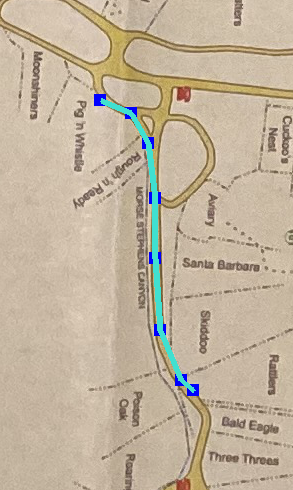 Moonshiners
Pig 'n Whistle
Rough 'n Ready
Cuckoo's
Nest
Aviary
MORSE STEPHENS CANYON
Santa Barbara
Skiddoo
Rattlers
Poison
Oak
Bald Eagle
Three Threes